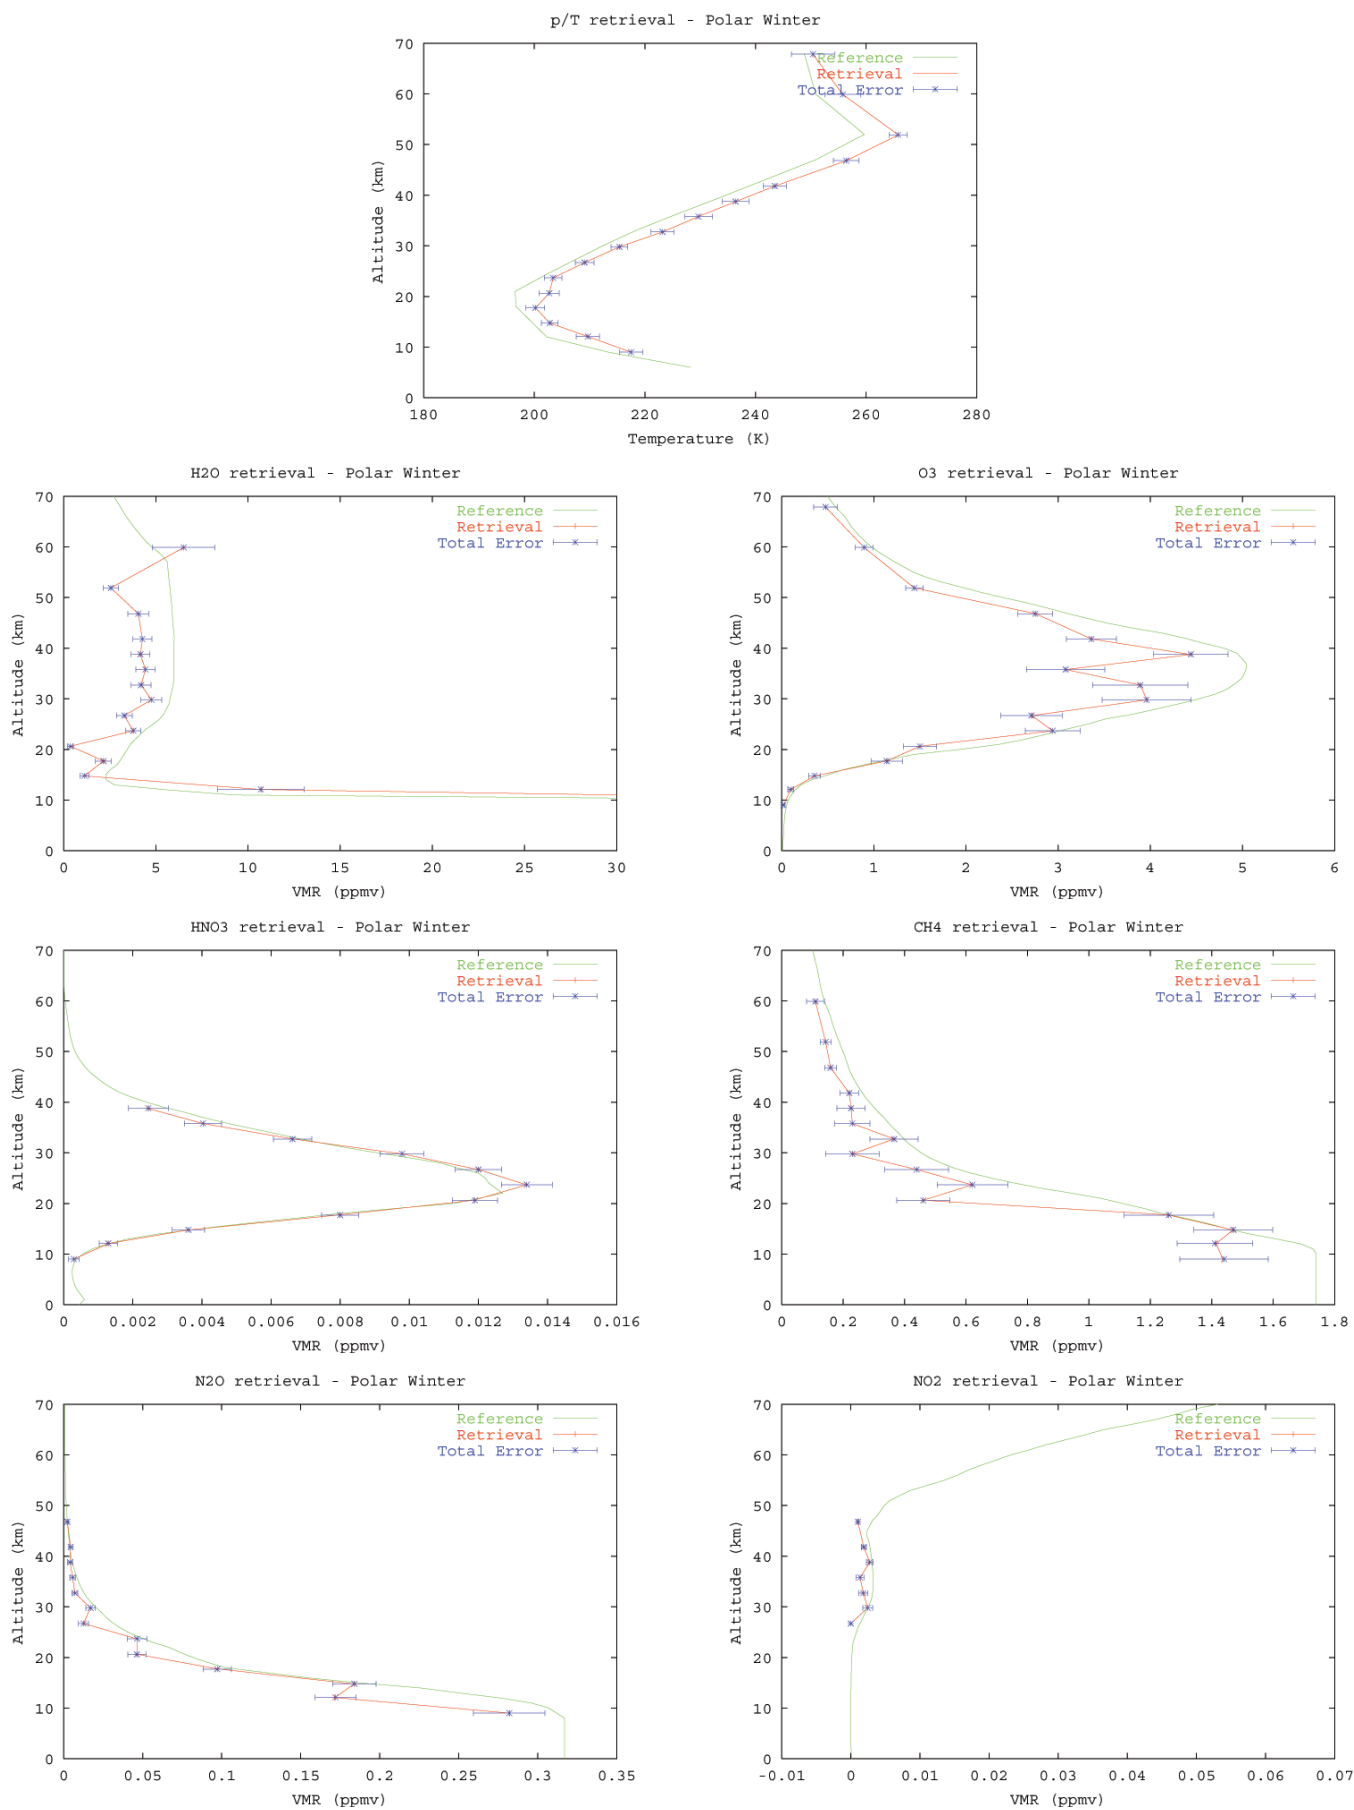 p/T retrieval - Polar Winter
70
60
50
40
30
20
10
0
Altitude (km)
Reference
Retrieval
Total Error
180 200 220 240 260 280
Temperature (K)
H2O retrieval - Polar Winter
70
60
50
40
30
20
10
0
Altitude (km)
Reference
Retrieval
Total Error
0 5 10 15 20 25 30
VMR (ppmv)
O3 retrieval - Polar Winter
70
60
50
40
30
20
10
0
Altitude (km)
Reference
Retrieval
Total Error
0 1 2 3 4 5 6
VMR (ppmv)
HNO3 retrieval - Polar Winter
70
60
50
40
30
20
10
0
Altitude (km)
Reference
Retrieval
Total Error
0 0.002 0.004 0.006 0.008 0.01 0.012 0.014 0.016
VMR (ppmv)
CH4 retrieval - Polar Winter
70
60
50
40
30
20
10
0
Altitude (km)
Reference
Retrieval
Total Error
0 0.2 0.4 0.6 0.8 1 1.2 1.4 1.6 1.8
VMR (ppmv)
N2O retrieval - Polar Winter
70
60
50
40
30
20
10
0
Altitude (km)
Reference
Retrieval
Total Error
0 0.05 0.1 0.15 0.2 0.25 0.3 0.35
VMR (ppmv)
NO2 retrieval - Polar Winter
70
60
50
40
30
20
10
0
Altitude (km)
Reference
Retrieval
Total Error
-0.01 0 0.01 0.02 0.03 0.04 0.05 0.06 0.07
VMR (ppmv)